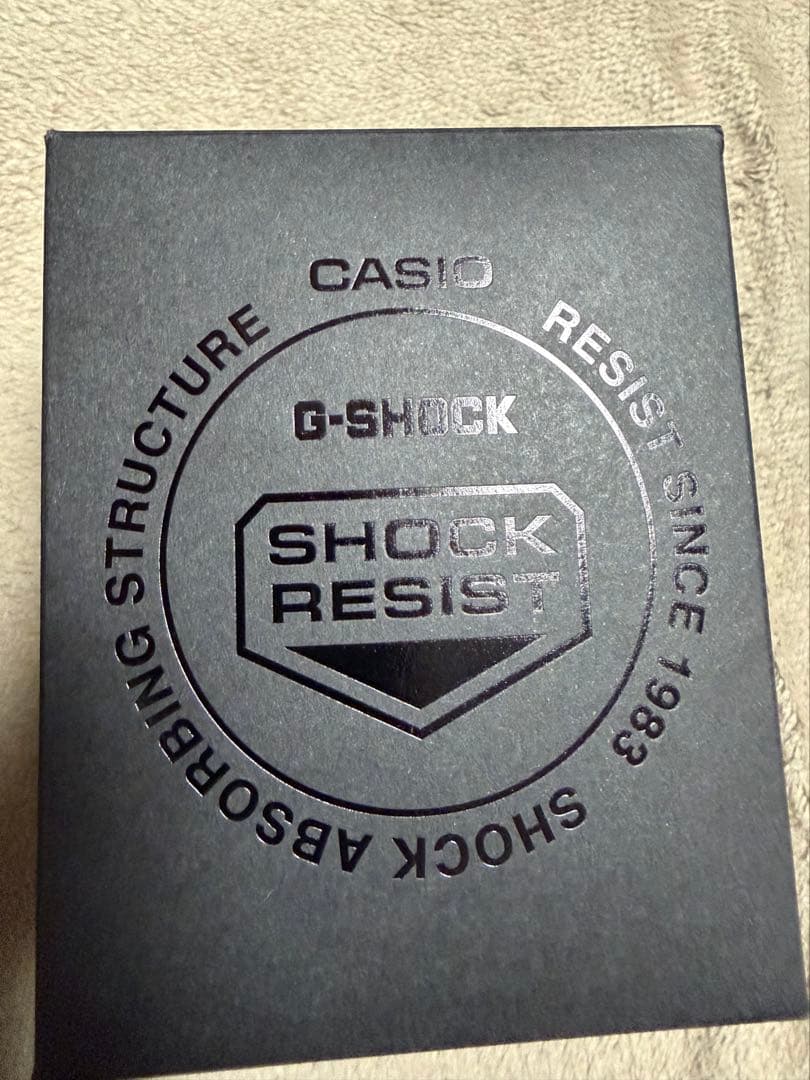 CASIO
RESIST SINCE 1983
SHOCK ABSORBING STRUCTURE
G-SHOCK
SHOCK
RESIST